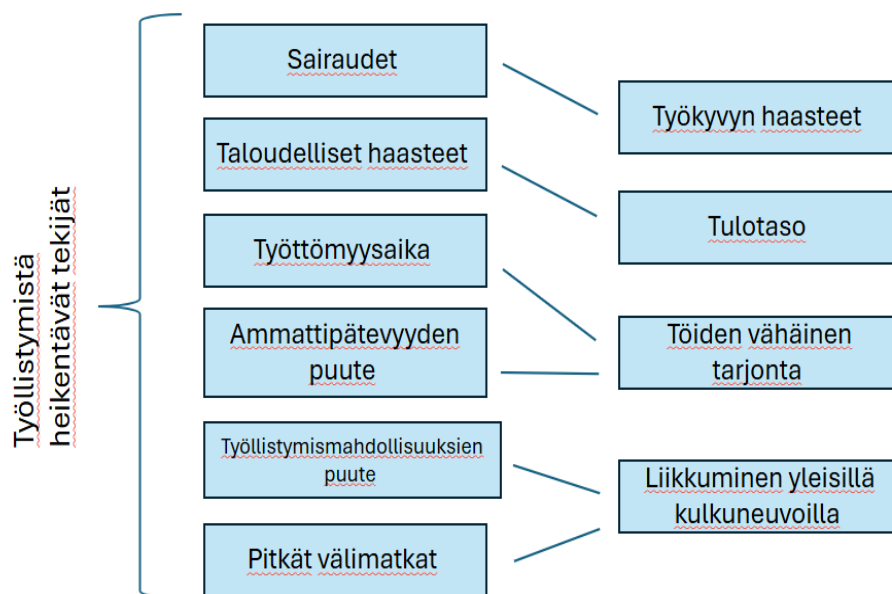 Työllistymistä
heikentävät tekijät
Sairaudet
Taloudelliset haasteet
Työttömyysaika
Ammattipätevyyden
puute
Työllistymismahdollisuuksien
puute
Pitkät välimatkat
Työkyvyn haasteet
Tulotaso
Töiden vähäinen
tarjonta
Liikkuminen yleisillä
kulkuneuvoilla